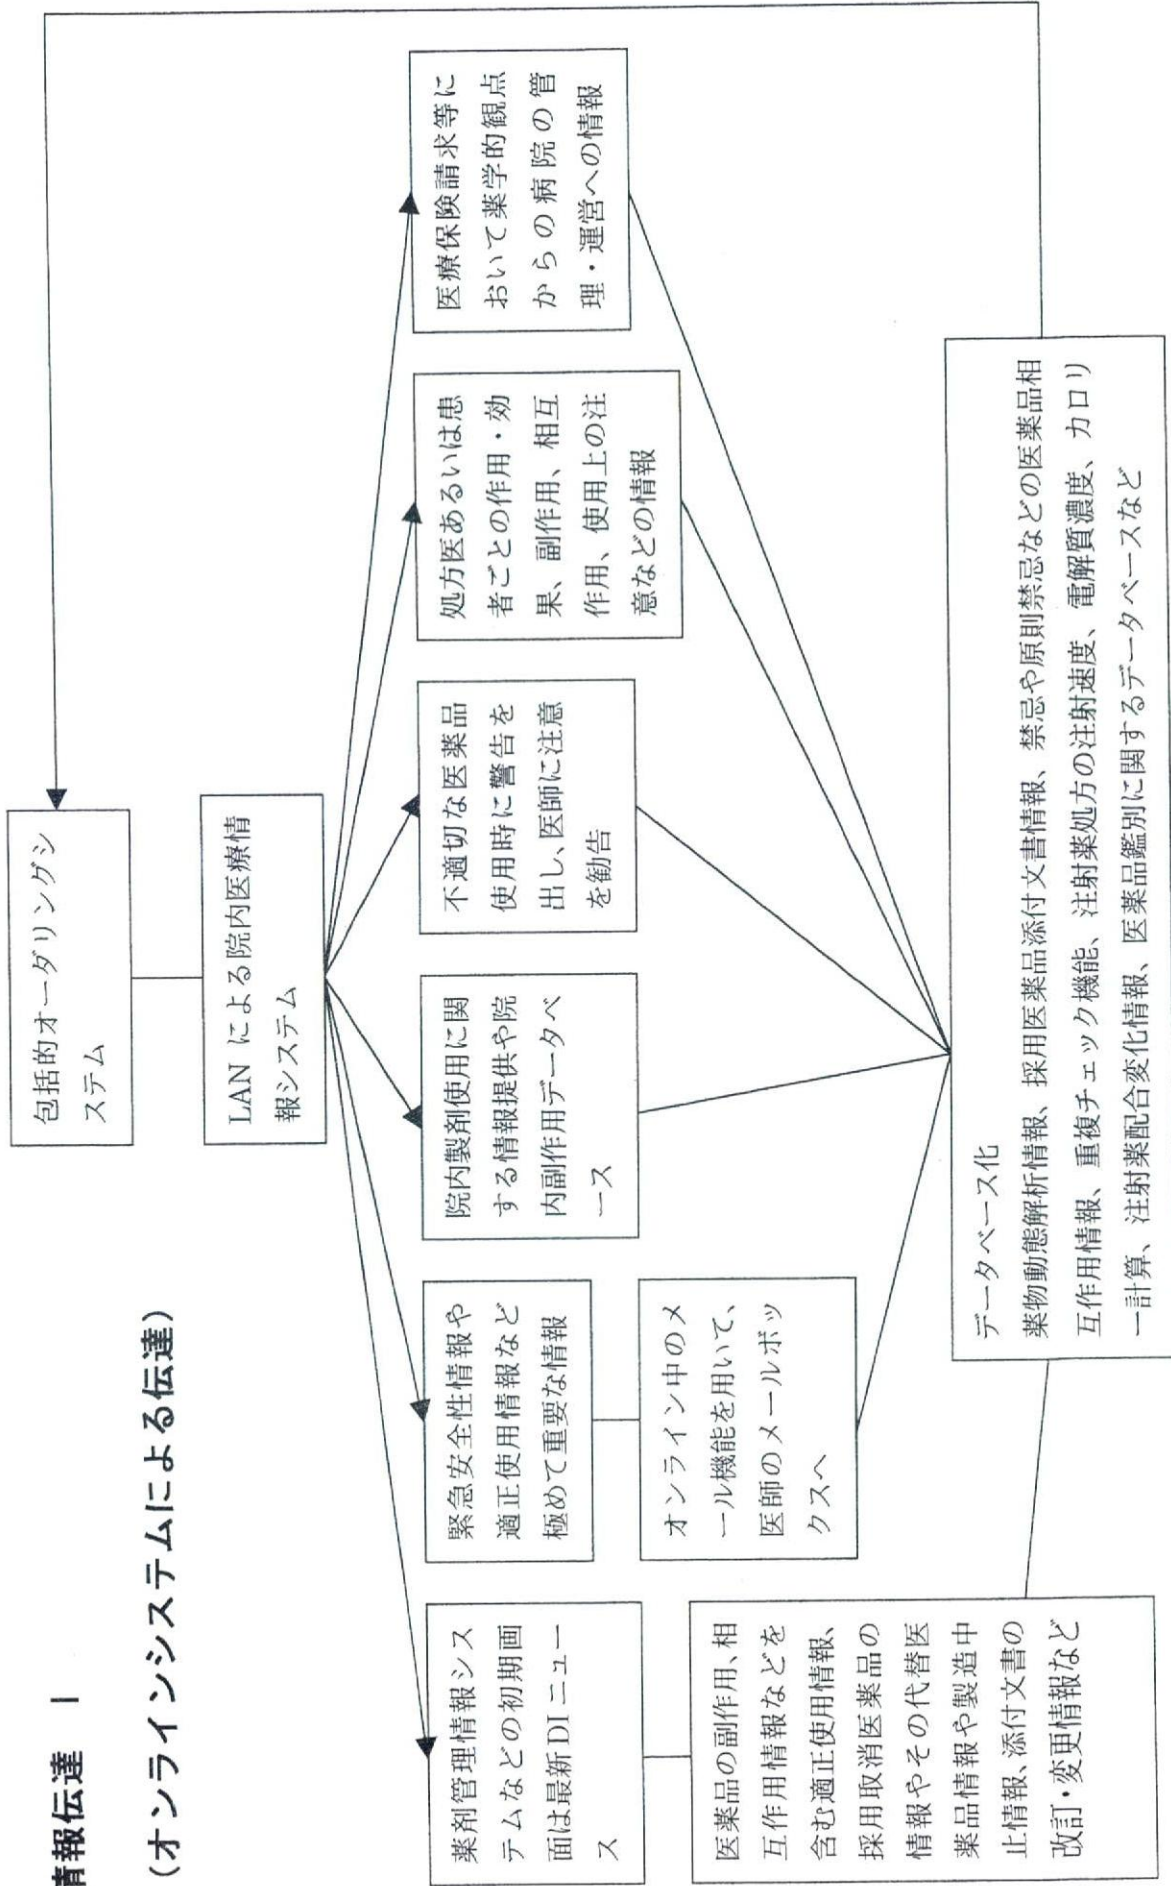 情報伝達　Ⅰ
（オンラインシステムによる伝達）
包括的オーダリングシ
ステム
LAN による院内医療情
報システム
薬剤管理情報シス
テムなどの初期画
面は最新DIニュー
ス
緊急安全性情報や
適正使用情報など
極めて重要な情報
院内製剤使用に関
する情報提供や院
内副作用データベ
ース
不適切な医薬品
使用時に警告を
出し、医師に注意
を勧告
処方医あるいは患
者ごとの作用・効
果、副作用、相互
作用、使用上の注
意などの情報
医療保険請求等に
おいて薬学的観点
からの病院の管
理・運営への情報
医薬品の副作用、相
互作用情報などを
含む適正使用情報、
採用取消医薬品の
情報やその代替医
薬品情報や製造中
止情報、添付文書の
改訂・変更情報など
オンライン中のメ
ール機能を用いて、
医師のメールボッ
クスへ
データベース化
薬物動態解析情報、採用医薬品添付文書情報、禁忌や原則禁忌などの医薬品相
互作用情報、重複チェック機能、注射薬処方の注射速度、電解質濃度、カロリ
ー計算、注射薬配合変化情報、医薬品鑑別に関するデータベースなど